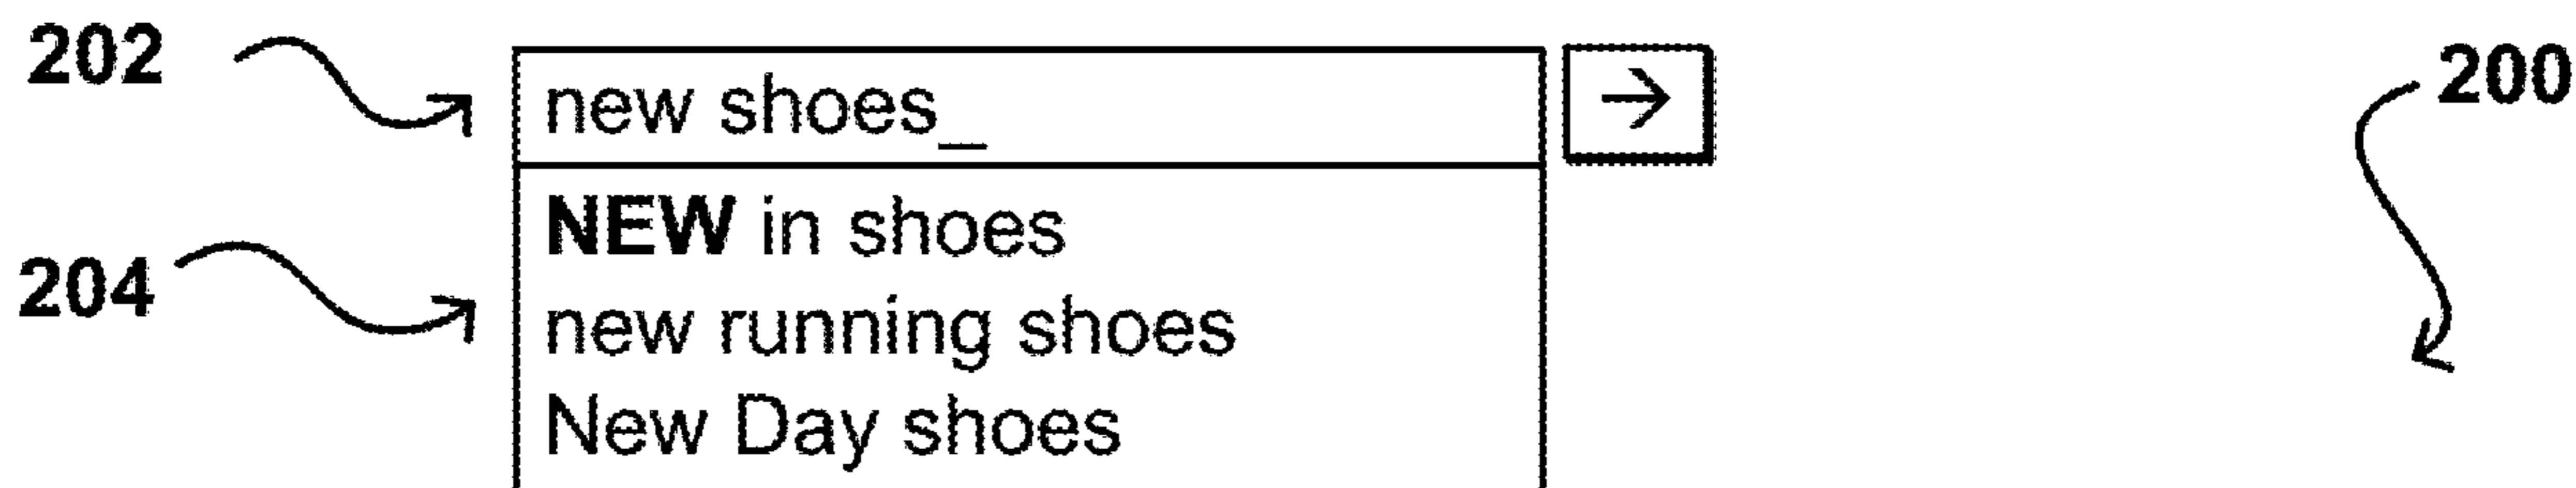 202 new shoes_ → 200
NEW in shoes
204 new running shoes
New Day shoes